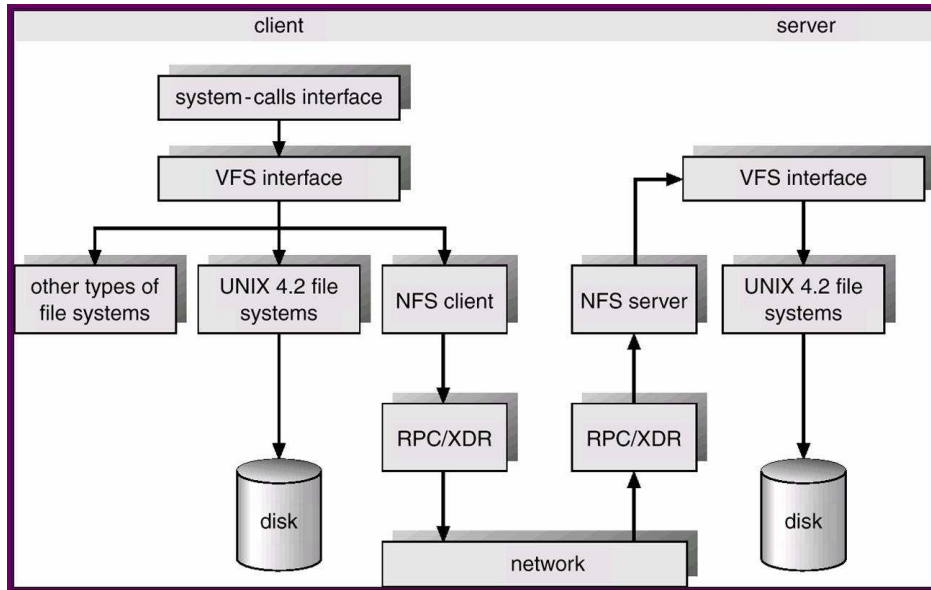 client
server
system-calls interface
VFS interface
VFS interface
other types of
file systems
UNIX 4.2 file
systems
NFS client
NFS server
UNIX 4.2 file
systems
RPC/XDR
RPC/XDR
disk
disk
network